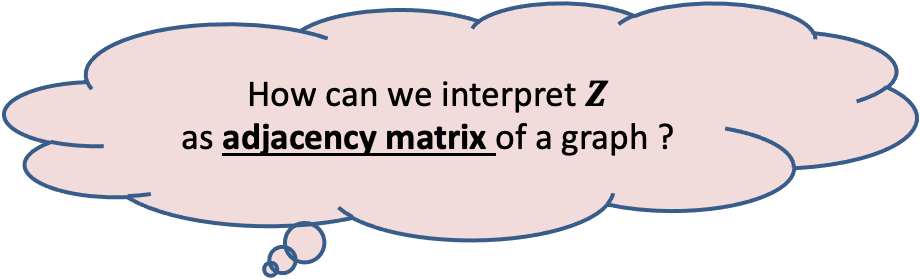 How can we interpret Z
as adjacency matrix of a graph ?